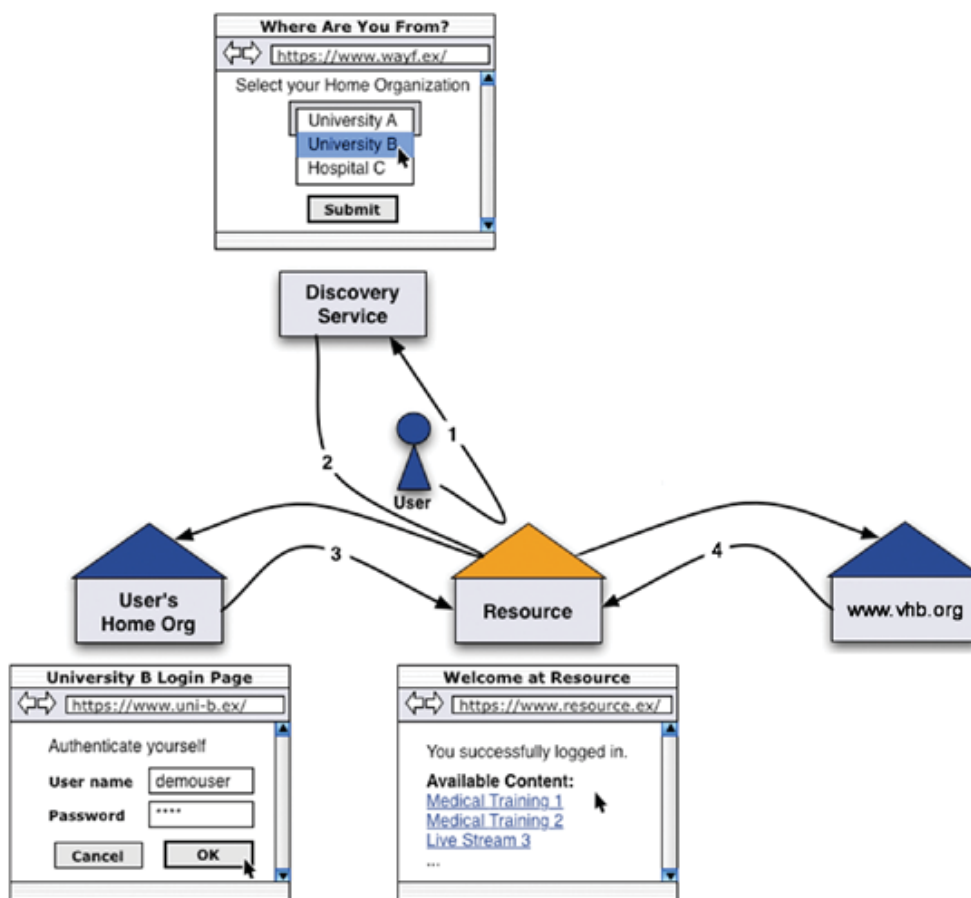 Where Are You From?
https://www.wayf.ex/
Select your Home Organization
University A
University B
Hospital C
Submit
Discovery
Service
1
2
User
3
4
User's
Home Org
Resource
www.vhb.org
University B Login Page
https://www.uni-b.ex/
Authenticate yourself
User name demouser
Password ****
Cancel OK
Welcome at Resource
https://www.resource.ex/
You successfully logged in.
Available Content:
Medical Training 1
Medical Training 2
Live Stream 3
...